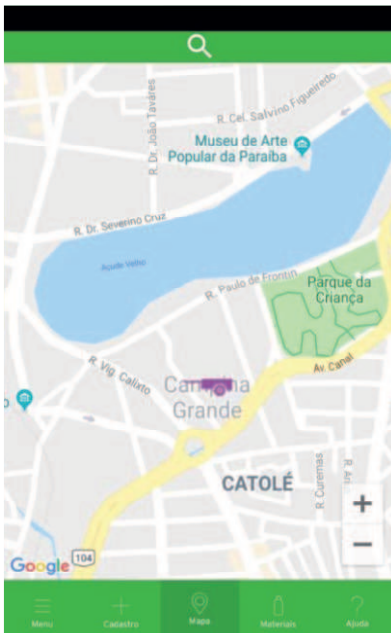 R. Cel. Salvino Figueiredo
R. Dr. João Tavares
Museu de Arte
Popular da Paraíba
R. Dr. Severino Cruz
Açude Velho
R. Paulo de Frontin
Parque da
Criança
Av. Canal
R. Vig. Calixto
Grande
CATOLÉ
R. Curemas
+
−
Google
104
Menu
Cadastro
Mapa
Materiais
Ajuda